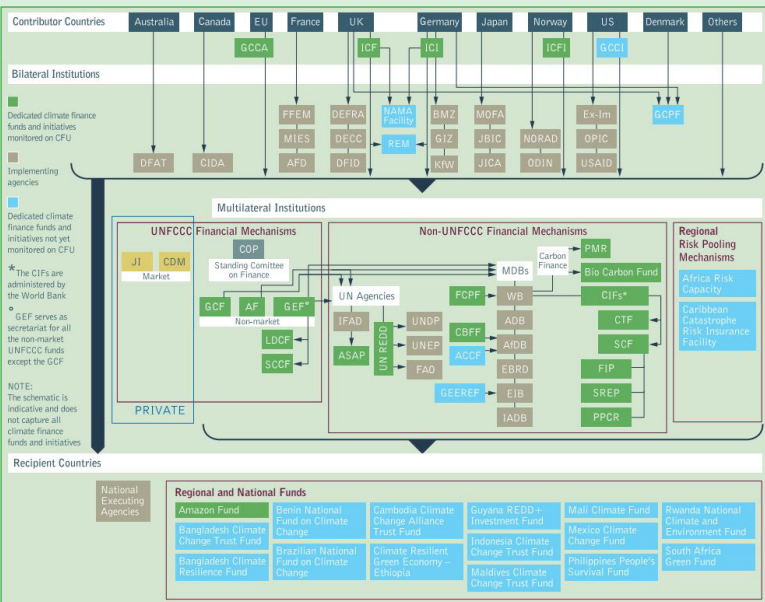 Contributor Countries
Australia
Canada
EU
France
UK
Germany
Japan
Norway
US
Denmark
Others
GCCA
ICF
ICI
ICFI
GCCI
Bilateral Institutions
Dedicated climate finance
funds and initiatives
monitored on CFU
Implementing
agencies
Dedicated climate
finance funds and
initiatives not yet
monitored on CFU
* The CIFs are
administered by
the World Bank
° GEF serves as
secretariat for all
the non-market
UNFCCC funds
except the GCF
NOTE:
The schematic is
indicative and does
not capture all
climate finance
funds and initiatives
FFEM
MIES
AFD
DEFRA
DECC
DFID
NAMA
Facility
REM
BMZ
GIZ
KfW
MOFA
JBIC
JICA
NORAD
ODIN
Ex-Im
OPIC
USAID
GCPF
DFAT
CIDA
Multilateral Institutions
UNFCCC Financial Mechanisms
COP
Standing Comittee
on Finance
JI
CDM
Market
GCF
AF
GEF°
Non-market
LDCF
SCCF
PRIVATE
Non-UNFCCC Financial Mechanisms
UN Agencies
IFAD
ASAP
UN REDD
UNDP
UNEP
FAO
MDBs
Carbon
Finance
FCPF
CBFF
ACCF
GEEREF
WB
ADB
AfDB
EBRD
EIB
IADB
PMR
Bio Carbon Fund
CIFs*
CTF
SCF
FIP
SREP
PPCR
Regional
Risk Pooling
Mechanisms
Africa Risk
Capacity
Caribbean
Catastrophe
Risk Insurance
Facility
Recipient Countries
National
Executing
Agencies
Regional and National Funds
Amazon Fund
Bangladesh Climate
Change Trust Fund
Bangladesh Climate
Resilience Fund
Benin National
Fund on Climate
Change
Brazilian National
Fund on Climate
Change
Cambodia Climate
Change Alliance
Trust Fund
Climate Resilient
Green Economy –
Ethiopia
Guyana REDD+
Investment Fund
Indonesia Climate
Change Trust Fund
Maldives Climate
Change Trust Fund
Mali Climate Fund
Mexico Climate
Change Fund
Philippines People's
Survival Fund
Rwanda National
Climate and
Environment Fund
South Africa
Green Fund